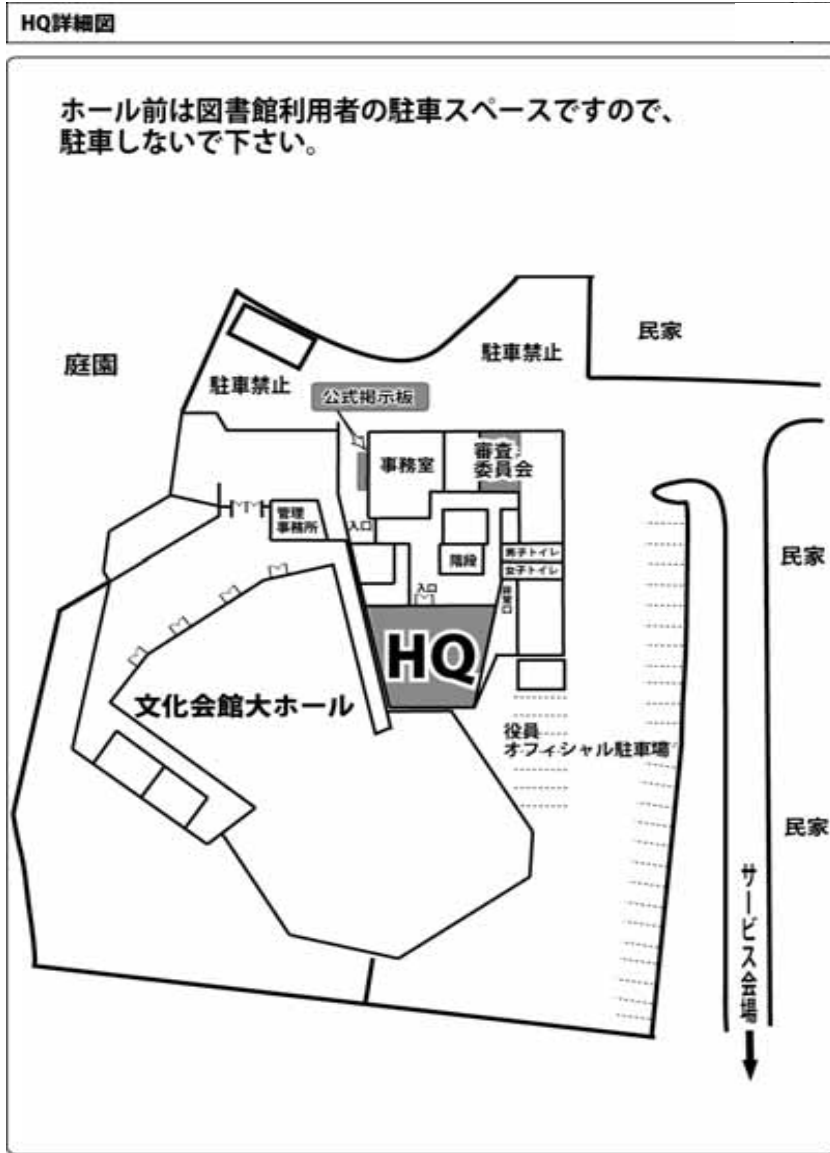 HQ詳細図
ホール前は図書館利用者の駐車スペースですので、
駐車しないで下さい。
庭園
駐車禁止
駐車禁止
民家
公式掲示板
事務室
審査
委員会
管理
事務所
入口
階段
男子トイレ
女子トイレ
入口
非常口
民家
HQ
文化会館大ホール
役員
オフィシャル駐車場
民家
サービス会場